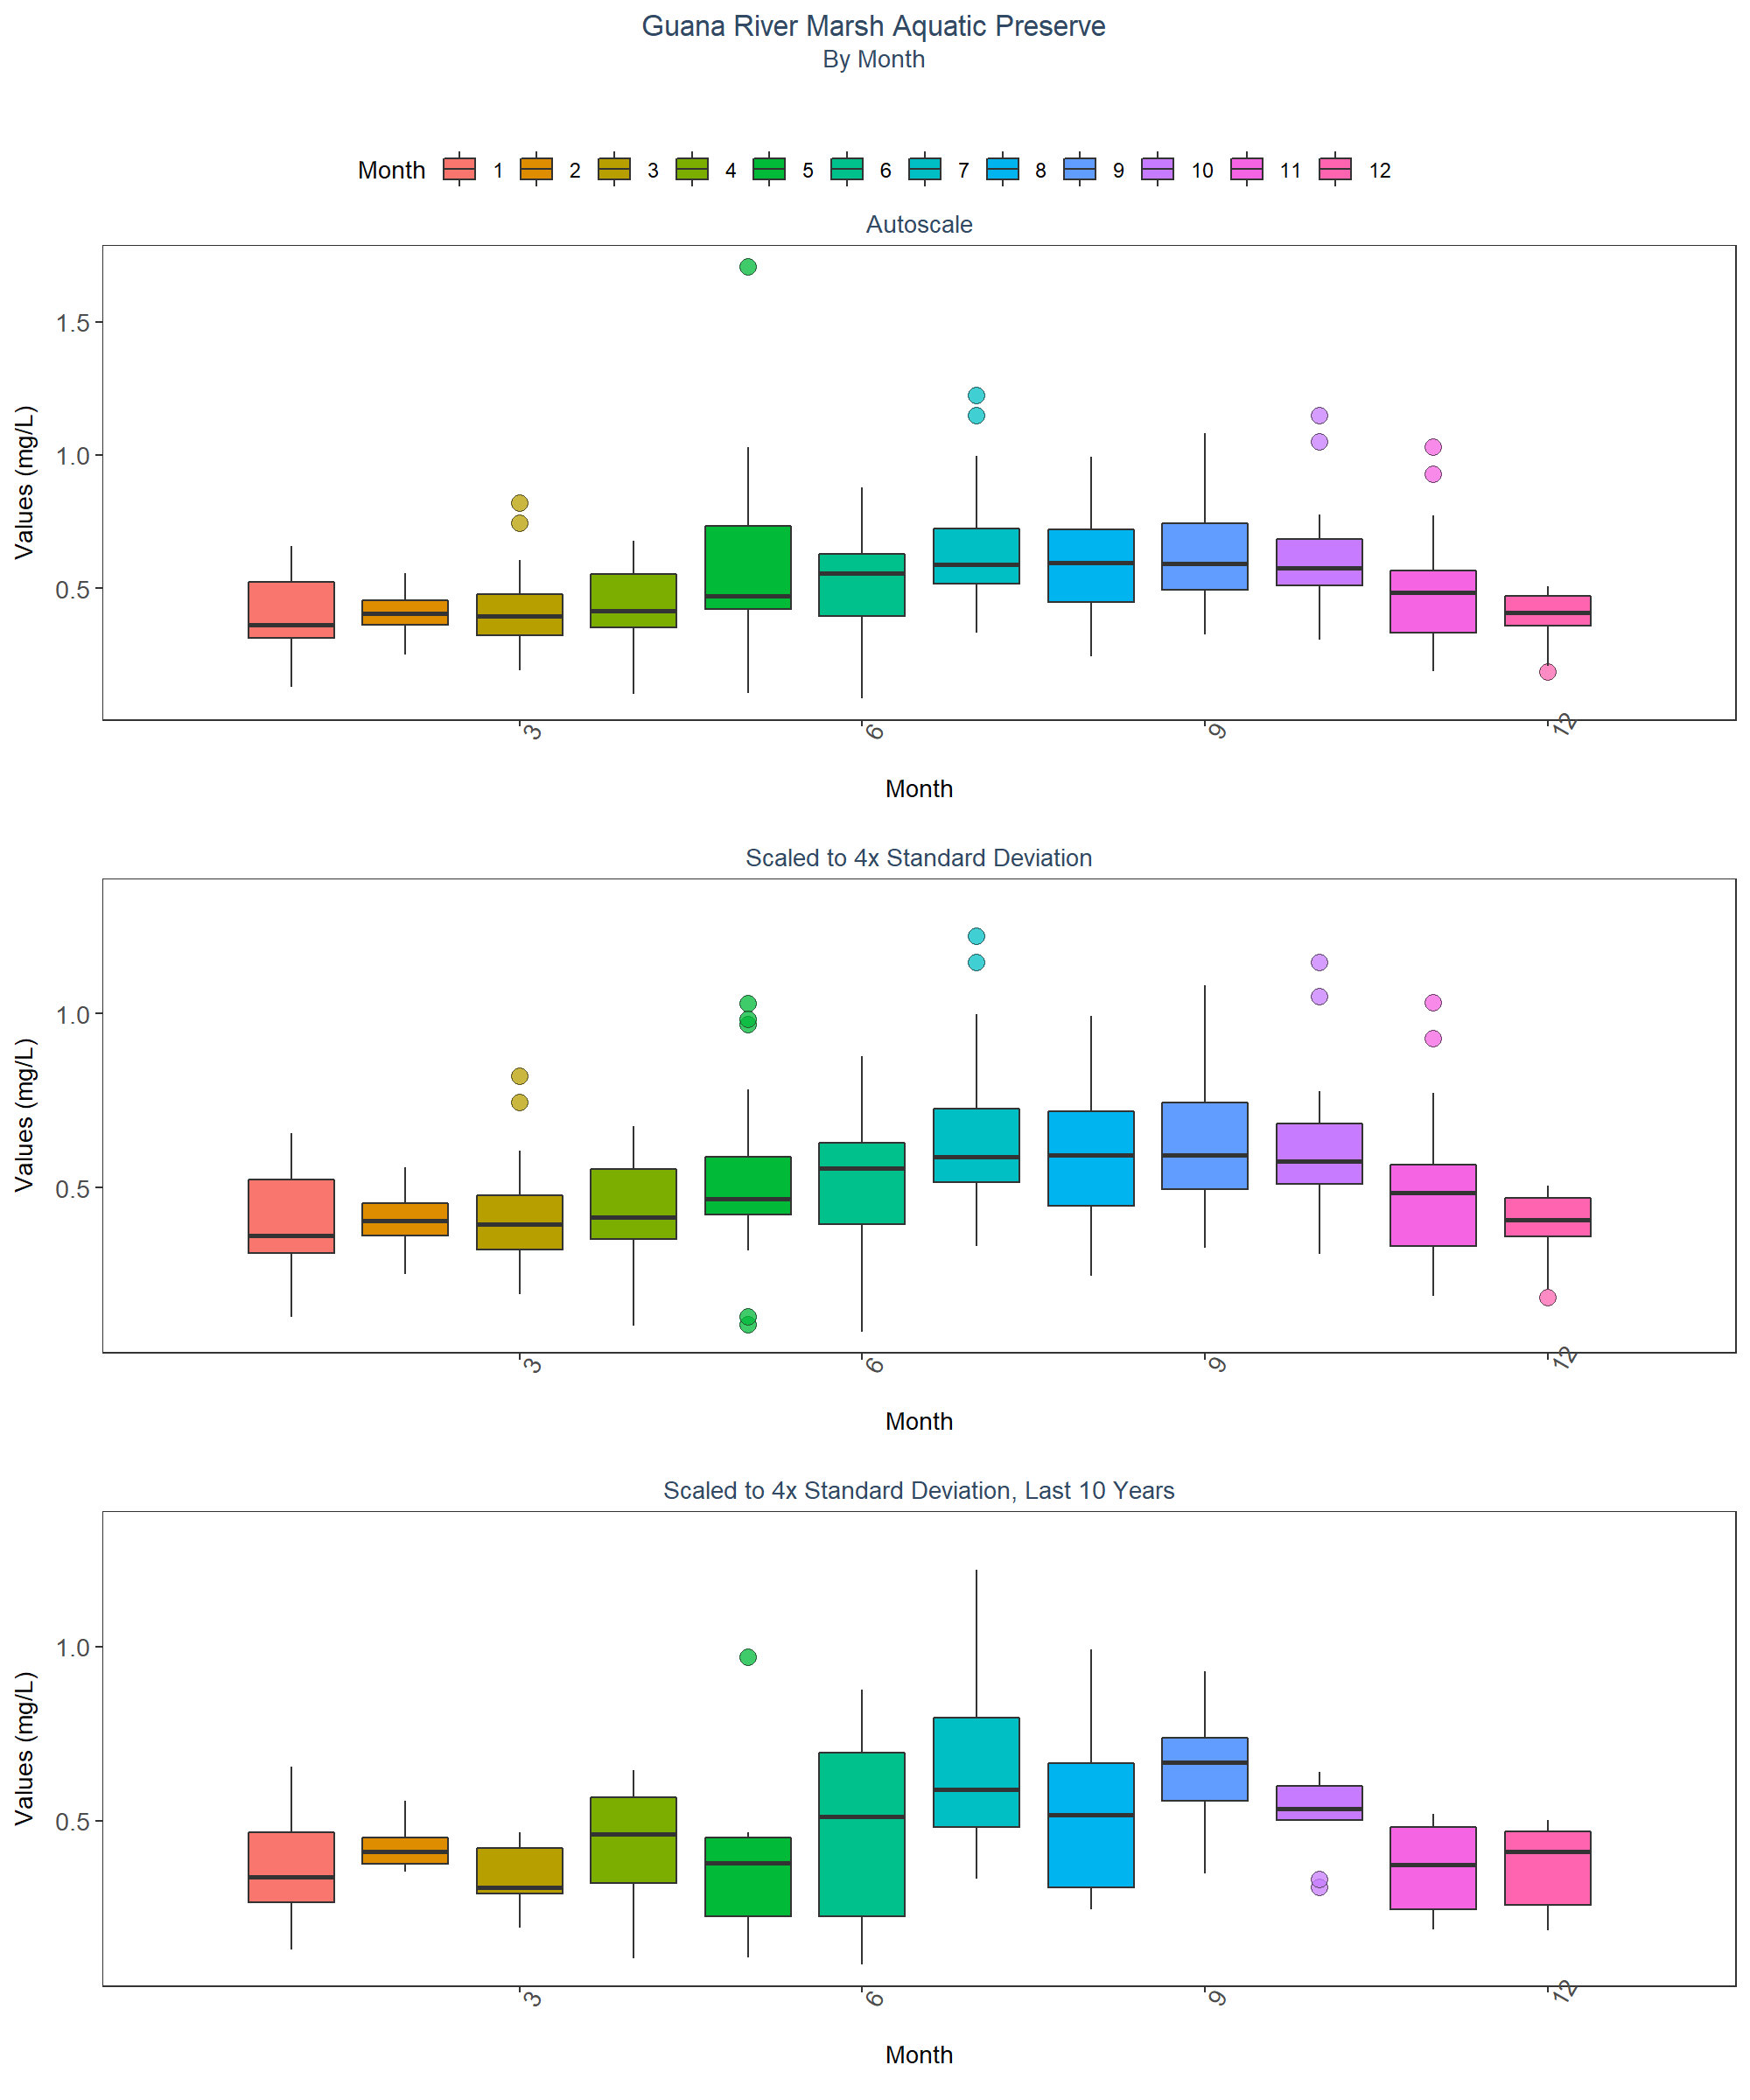 Guana River Marsh Aquatic Preserve
By Month
Month 1 2 3 4 5 6 7 8 9 10 11 12
Autoscale
Values (mg/L)
1.5
1.0
0.5
3 6 9 12
Month
Scaled to 4x Standard Deviation
Values (mg/L)
1.0
0.5
3 6 9 12
Month
Scaled to 4x Standard Deviation, Last 10 Years
Values (mg/L)
1.0
0.5
3 6 9 12
Month